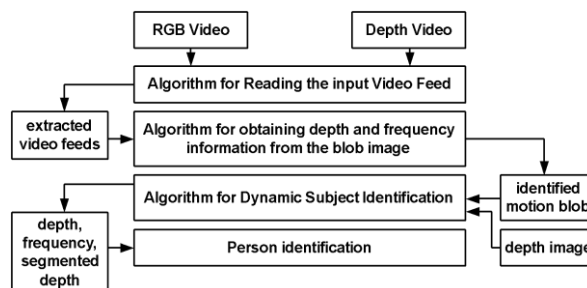 RGB Video
Depth Video
Algorithm for Reading the input Video Feed
extracted
video feeds
Algorithm for obtaining depth and frequency
information from the blob image
Algorithm for Dynamic Subject Identification
identified
motion blob
depth,
frequency,
segmented
depth
Person identification
depth image